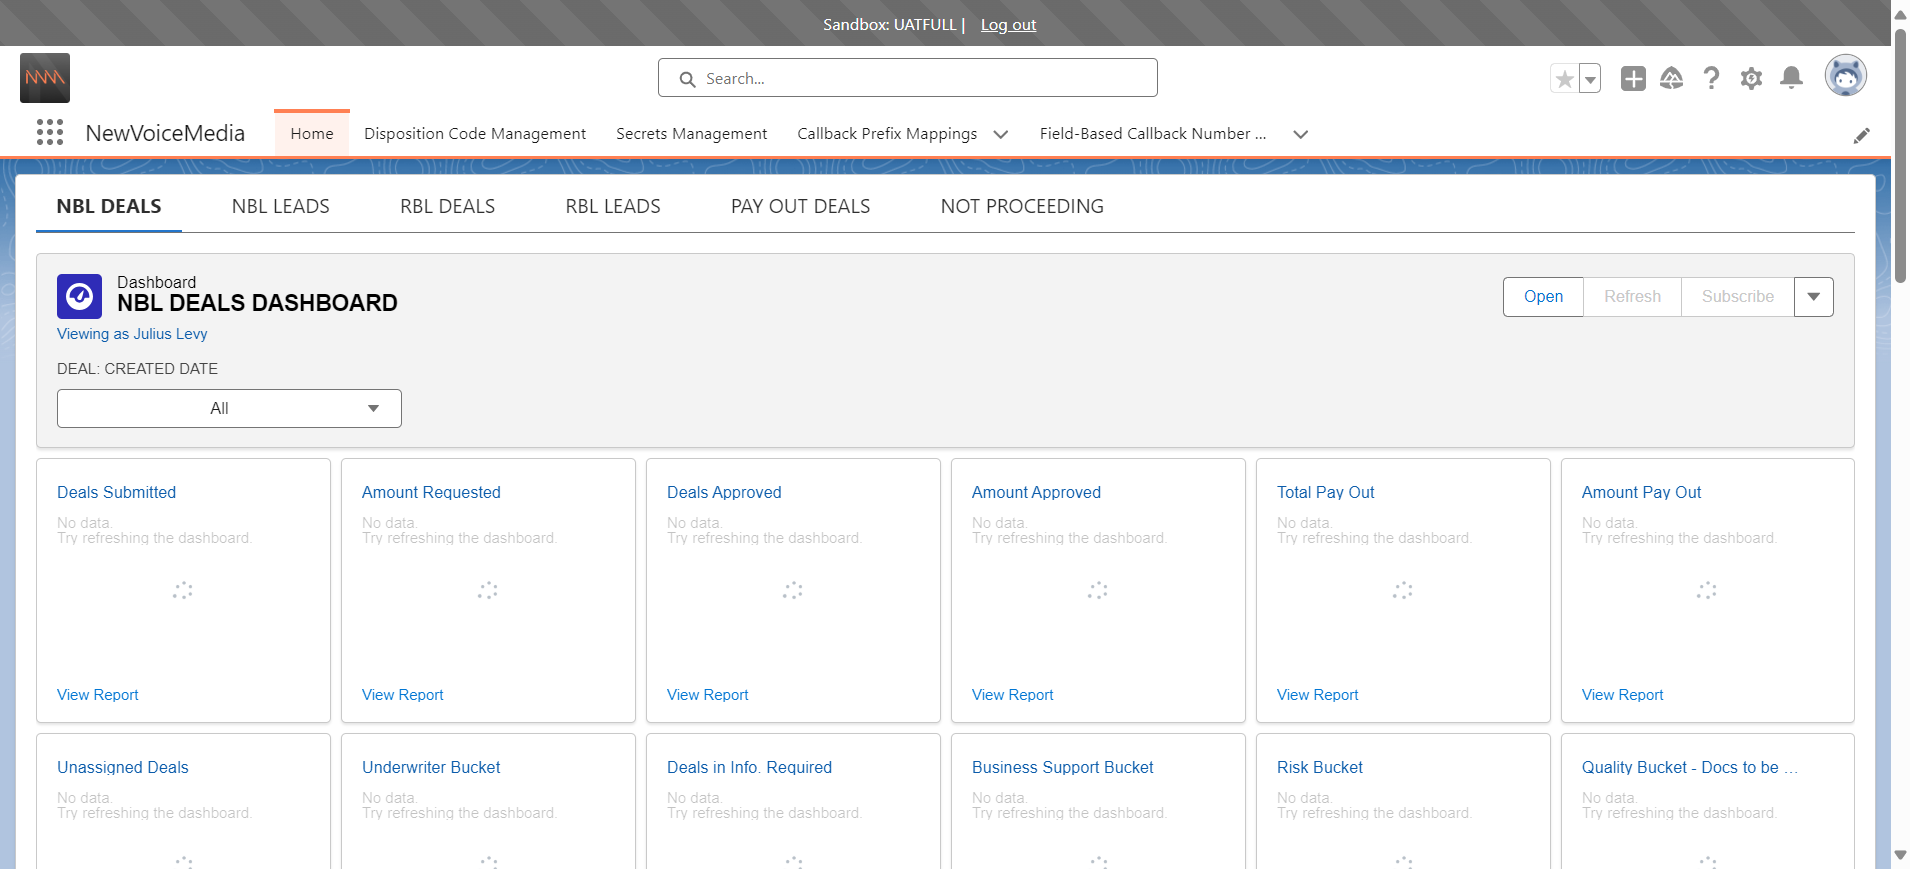 Sandbox: UATFULL | Log out
Search...
NewVoiceMedia Home Disposition Code Management Secrets Management Callback Prefix Mappings Field-Based Callback Number ...
NBL DEALS NBL LEADS RBL DEALS RBL LEADS PAY OUT DEALS NOT PROCEEDING
Dashboard
NBL DEALS DASHBOARD
Open Refresh Subscribe
Viewing as Julius Levy
DEAL: CREATED DATE
All
Deals Submitted Amount Requested Deals Approved Amount Approved Total Pay Out Amount Pay Out
No data. No data. No data. No data. No data. No data.
Try refreshing the dashboard. Try refreshing the dashboard. Try refreshing the dashboard. Try refreshing the dashboard. Try refreshing the dashboard. Try refreshing the dashboard.
View Report View Report View Report View Report View Report View Report
Unassigned Deals Underwriter Bucket Deals in Info. Required Business Support Bucket Risk Bucket Quality Bucket - Docs to be ...
No data. No data. No data. No data. No data. No data.
Try refreshing the dashboard. Try refreshing the dashboard. Try refreshing the dashboard. Try refreshing the dashboard. Try refreshing the dashboard. Try refreshing the dashboard.